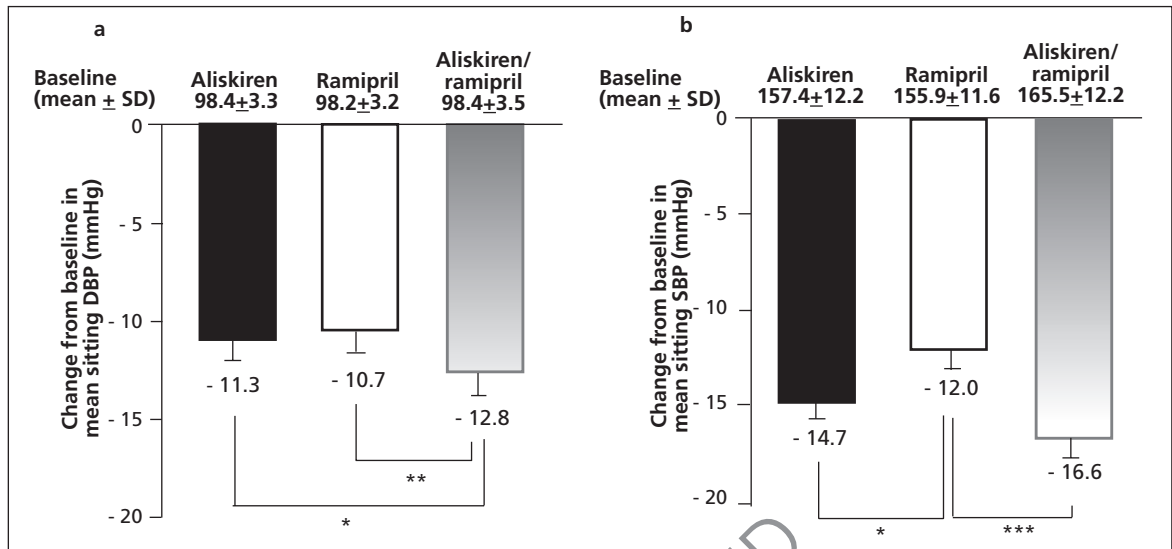 a
Baseline
(mean ± SD)
Aliskiren
98.4±3.3
Ramipril
98.2±3.2
Aliskiren/
ramipril
98.4±3.5
Change from baseline in
mean sitting DBP (mmHg)
0
- 5
- 10
- 15
- 20
- 11.3
- 10.7
- 12.8
**
*
b
Baseline
(mean ± SD)
Aliskiren
157.4±12.2
Ramipril
155.9±11.6
Aliskiren/
ramipril
165.5±12.2
Change from baseline in
mean sitting SBP (mmHg)
0
- 5
- 10
- 15
- 20
- 14.7
- 12.0
- 16.6
*
***